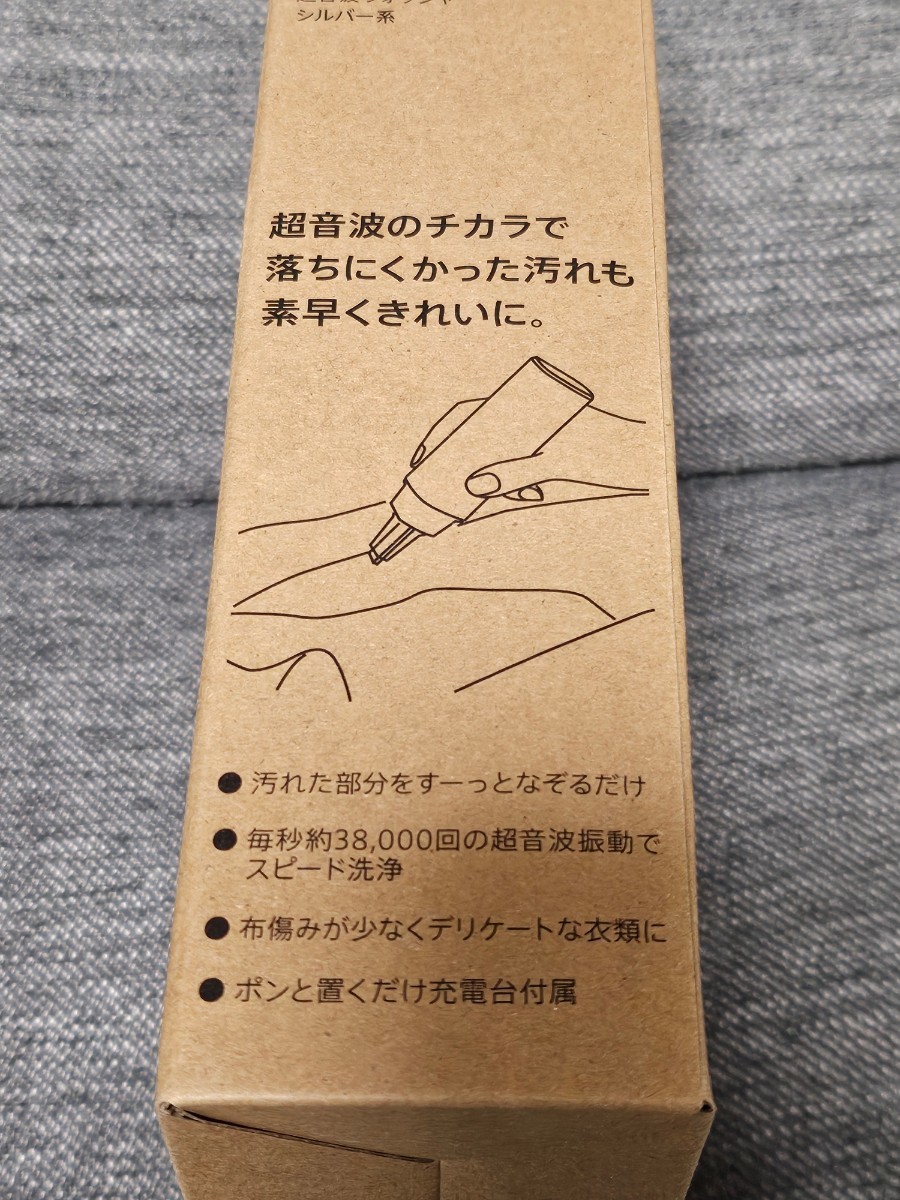 シルバー系
超音波のチカラで
落ちにくかった汚れも
素早くきれいに。
● 汚れた部分をすーっとなぞるだけ
● 毎秒約38,000回の超音波振動で
スピード洗浄
● 布傷みが少なくデリケートな衣類に
● ポンと置くだけ充電台付属